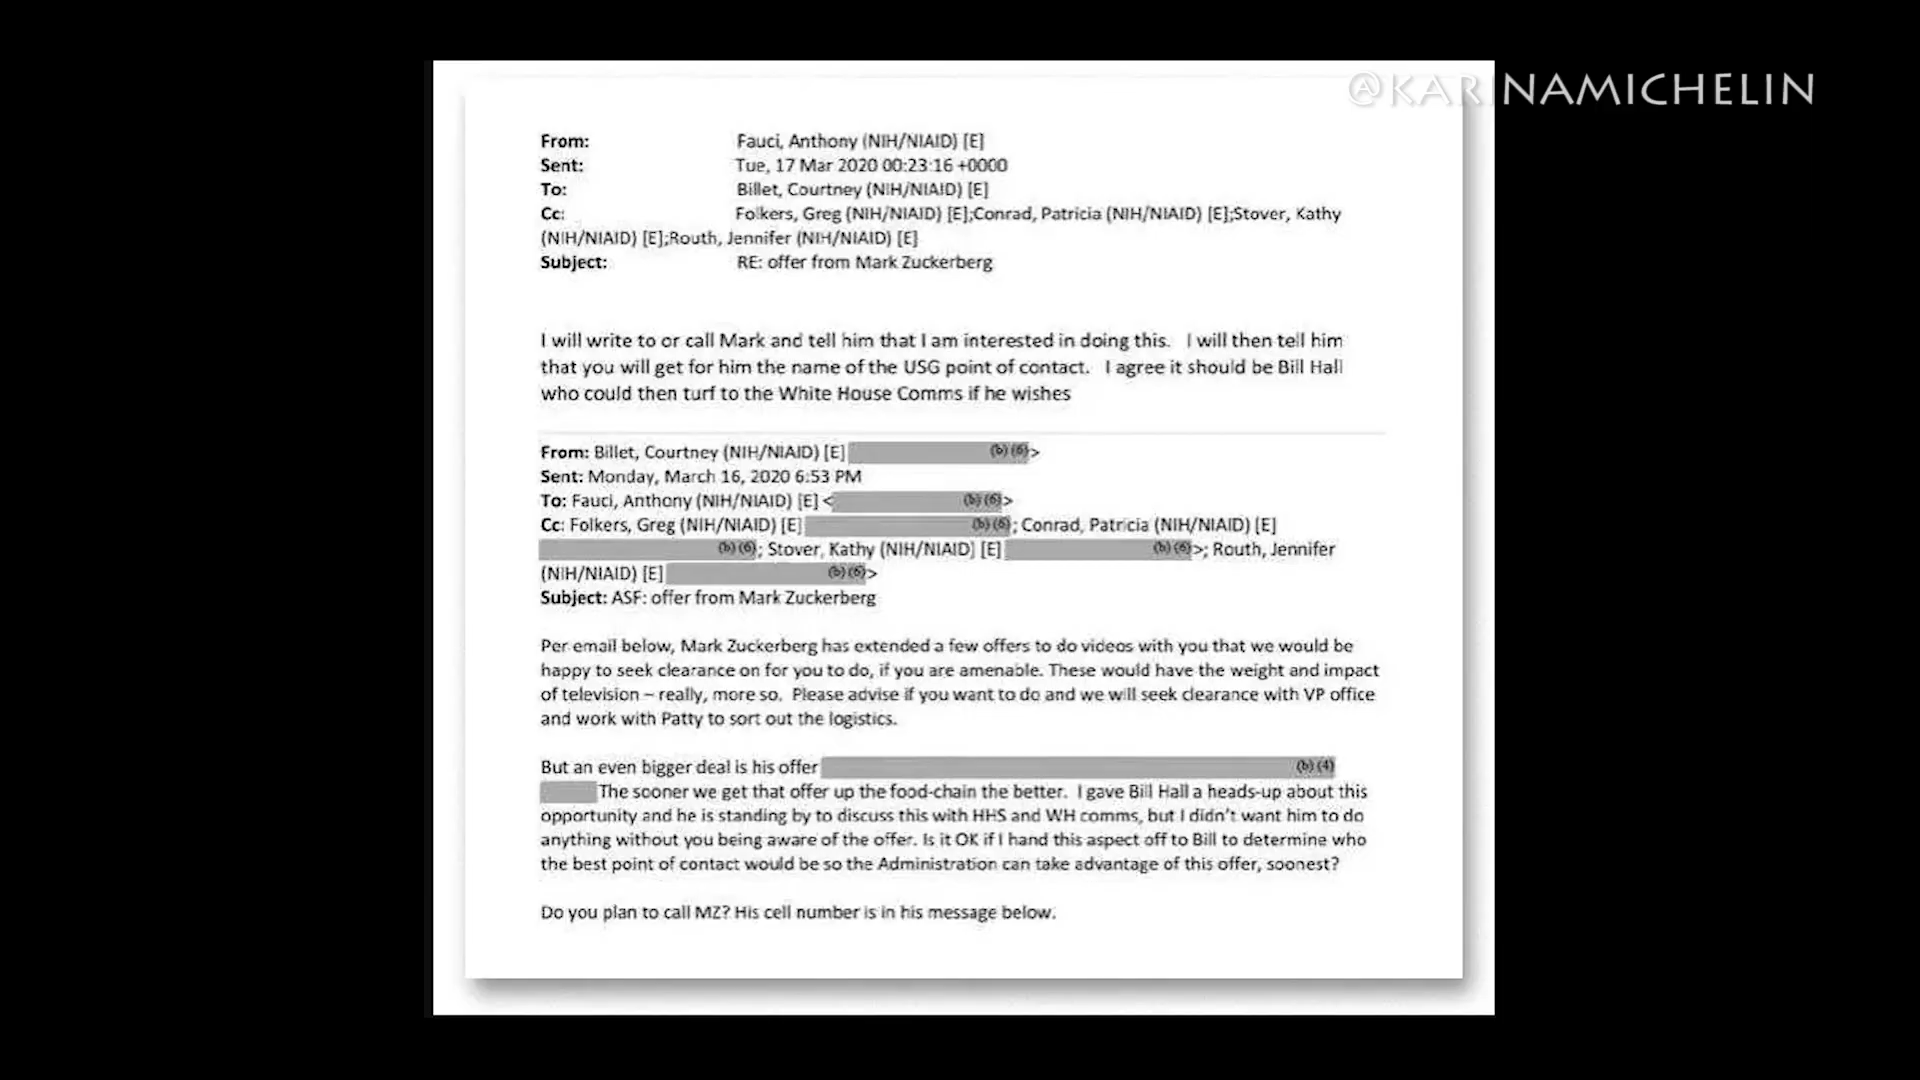 @KARINAMICHELIN
From: Fauci, Anthony (NIH/NIAID) [E]
Sent: Tue, 17 Mar 2020 00:23:16 +0000
To: Billet, Courtney (NIH/NIAID) [E]
Cc: Folkers, Greg (NIH/NIAID) [E];Conrad, Patricia (NIH/NIAID) [E];Stover, Kathy
(NIH/NIAID) [E];Routh, Jennifer (NIH/NIAID) [E]
Subject: RE: offer from Mark Zuckerberg
I will write to or call Mark and tell him that I am interested in doing this. I will then tell him
that you will get for him the name of the USG point of contact. I agree it should be Bill Hall
who could then turf to the White House Comms if he wishes
From: Billet, Courtney (NIH/NIAID) [E] (b) (6)>
Sent: Monday, March 16, 2020 6:53 PM
To: Fauci, Anthony (NIH/NIAID) [E] < (b) (6)>
Cc: Folkers, Greg (NIH/NIAID) [E] (b) (6); Conrad, Patricia (NIH/NIAID) [E]
(b) (6); Stover, Kathy (NIH/NIAID) [E] (b) (6)>; Routh, Jennifer
(NIH/NIAID) [E] (b) (6)>
Subject: ASF: offer from Mark Zuckerberg
Per email below, Mark Zuckerberg has extended a few offers to do videos with you that we would be
happy to seek clearance on for you to do, if you are amenable. These would have the weight and impact
of television – really, more so. Please advise if you want to do and we will seek clearance with VP office
and work with Patty to sort out the logistics.
But an even bigger deal is his offer (b) (4)
The sooner we get that offer up the food-chain the better. I gave Bill Hall a heads-up about this
opportunity and he is standing by to discuss this with HHS and WH comms, but I didn't want him to do
anything without you being aware of the offer. Is it OK if I hand this aspect off to Bill to determine who
the best point of contact would be so the Administration can take advantage of this offer, soonest?
Do you plan to call MZ? His cell number is in his message below.